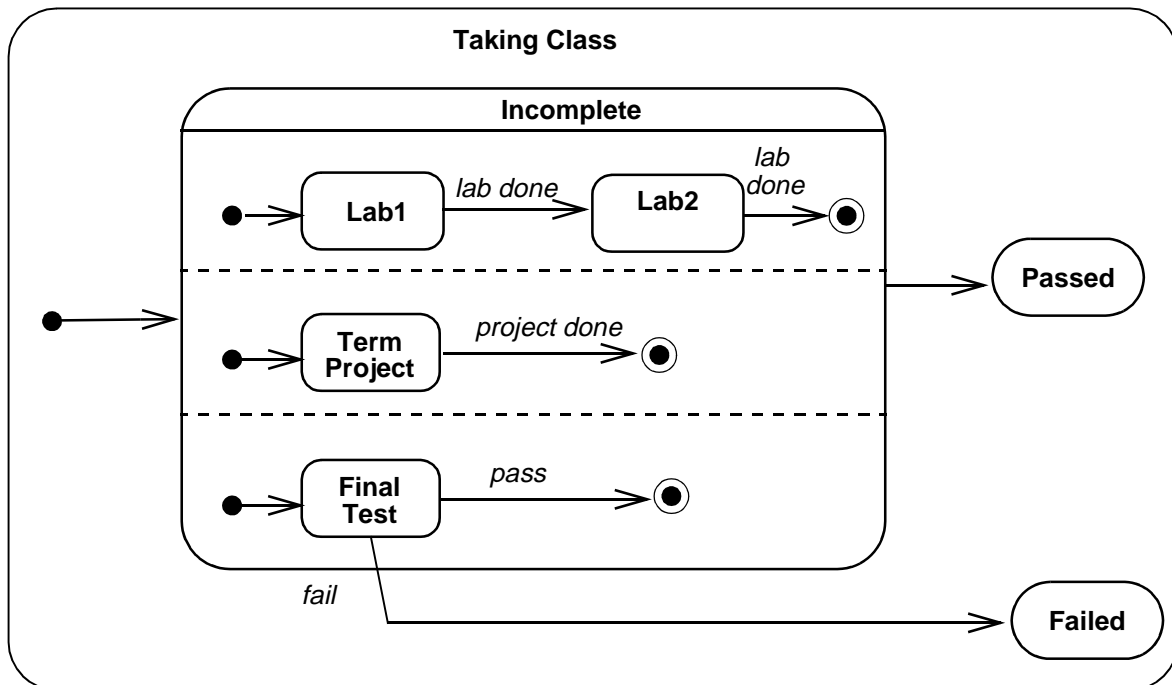 Taking Class
Incomplete
lab
done
lab done
Lab1
Lab2
Passed
Term
Project
project done
Final
Test
pass
fail
Failed